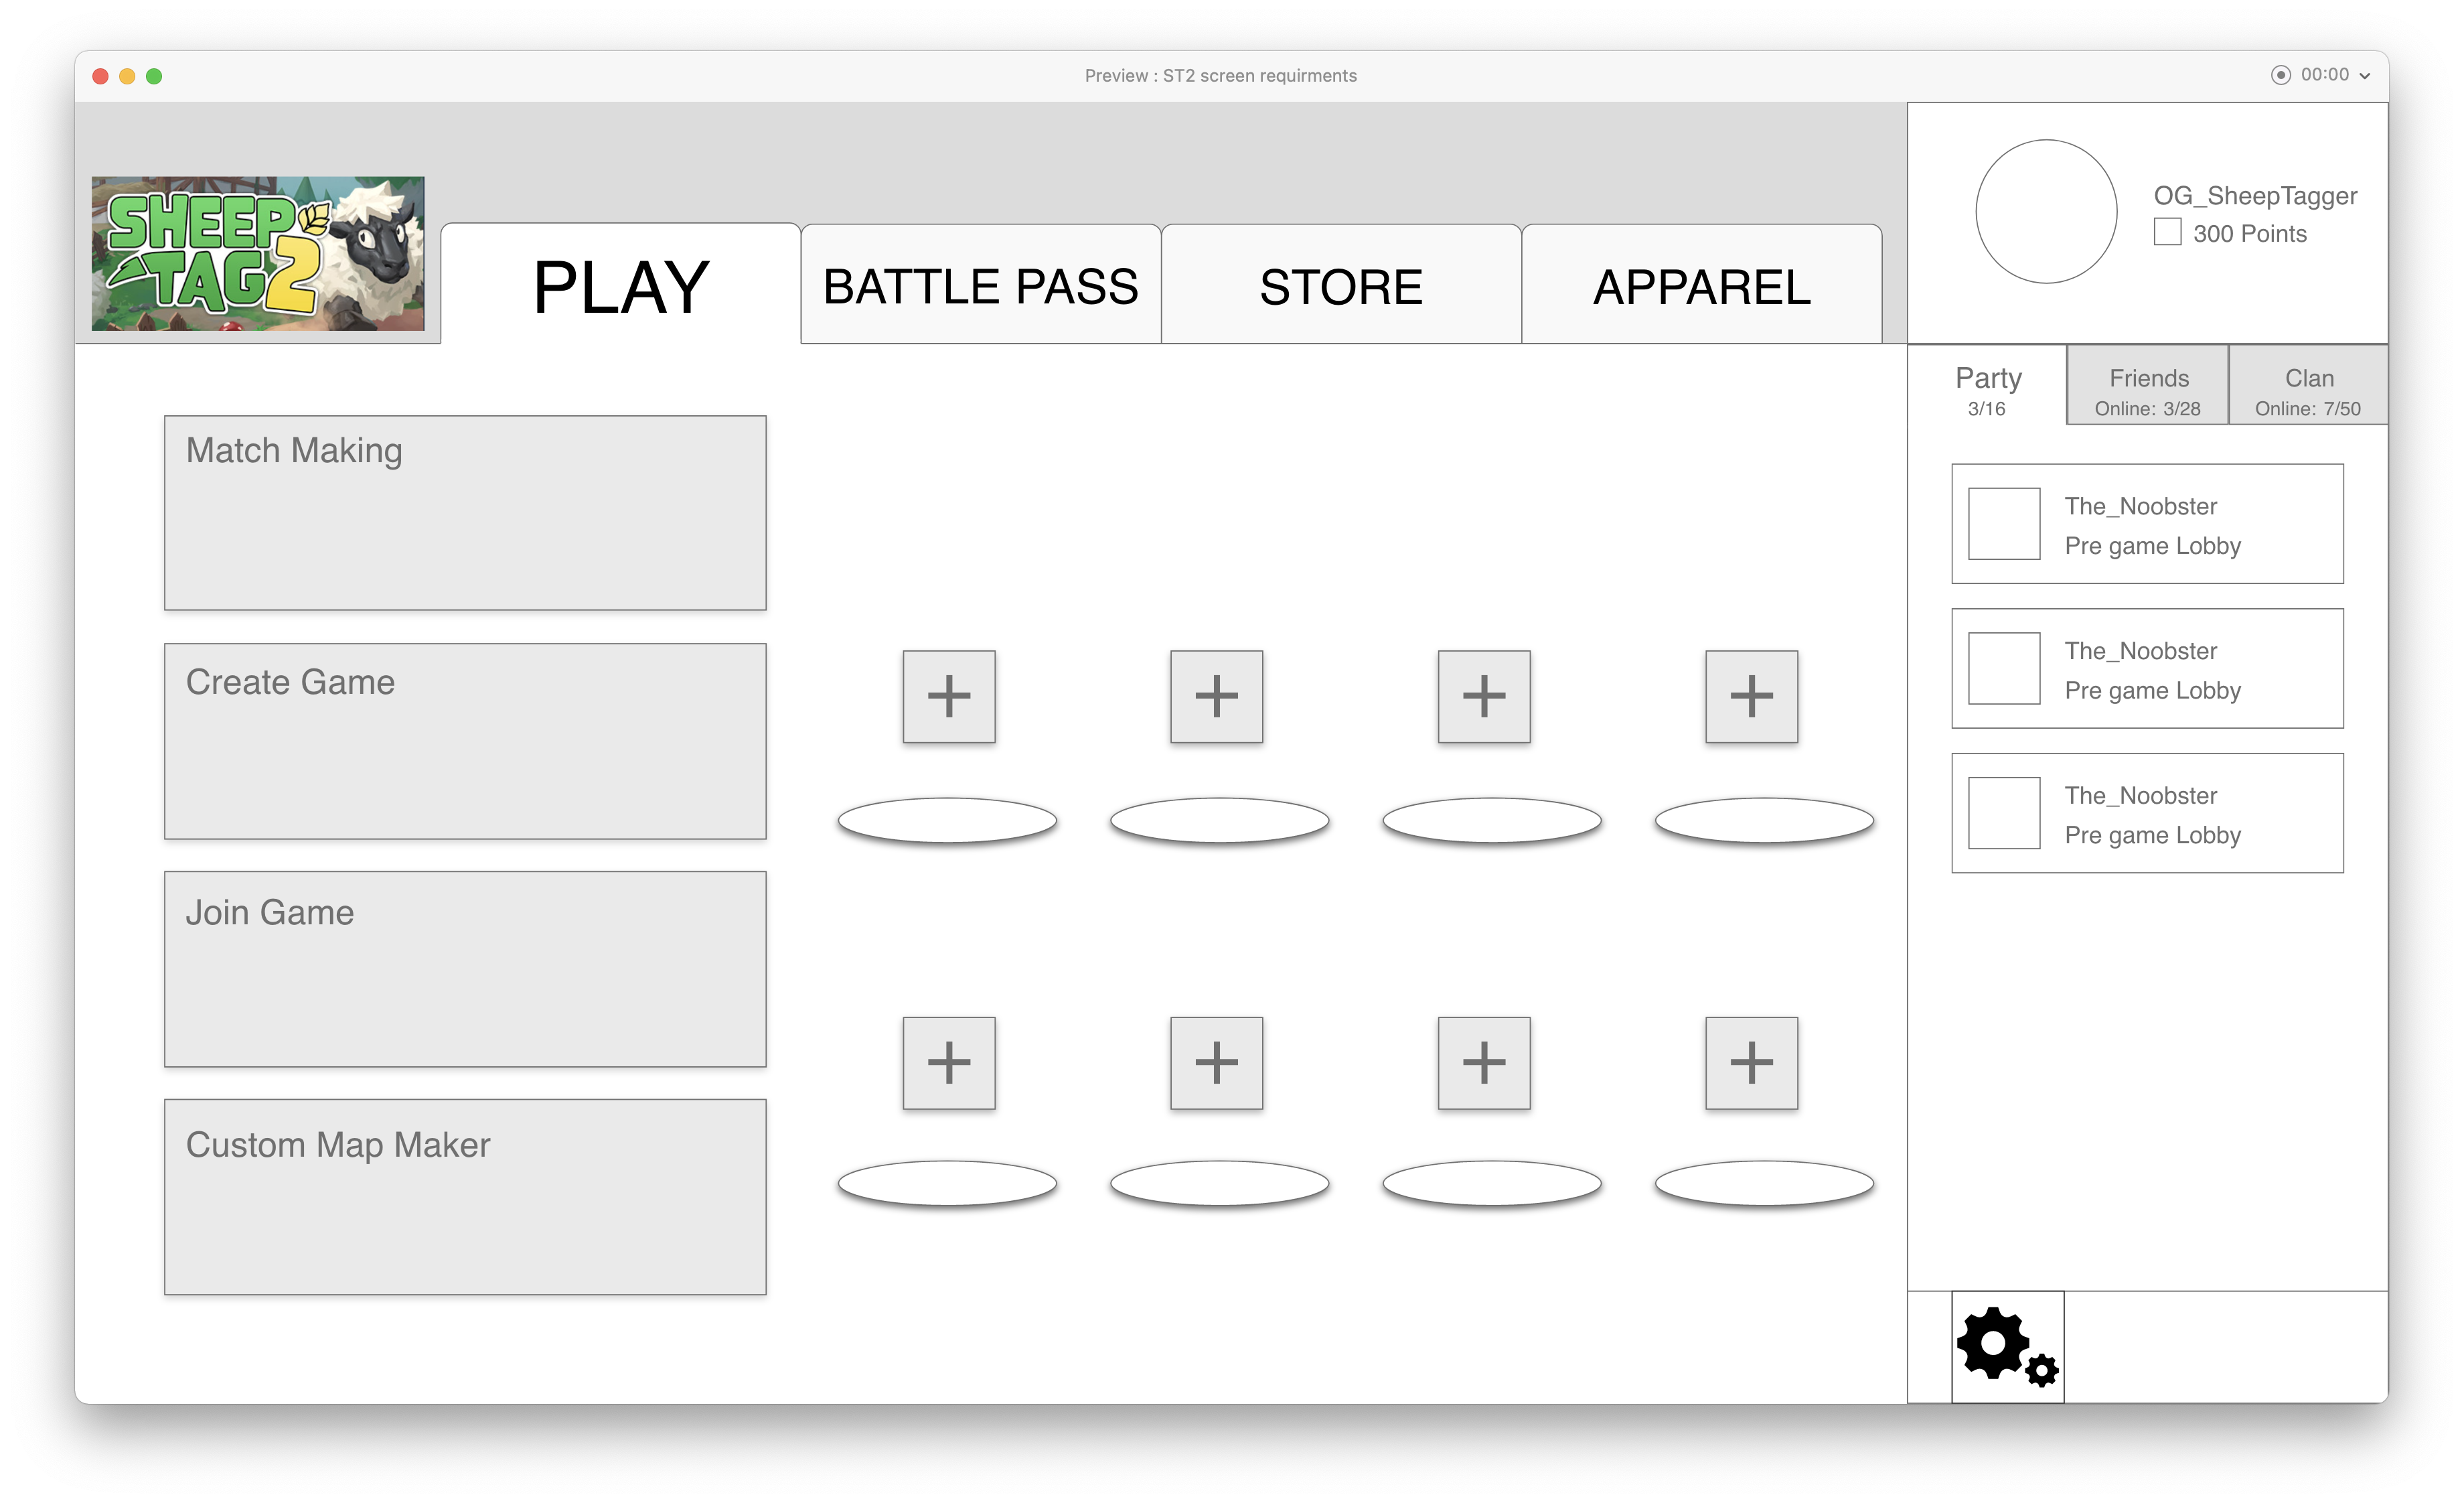 Preview : ST2 screen requirments
00:00
SHEEP
TAG 2
PLAY
BATTLE PASS
STORE
APPAREL
OG_SheepTagger
300 Points
Party
3/16
Friends
Online: 3/28
Clan
Online: 7/50
Match Making
Create Game
Join Game
Custom Map Maker
+ + + +
+ + + +
The_Noobster
Pre game Lobby
The_Noobster
Pre game Lobby
The_Noobster
Pre game Lobby